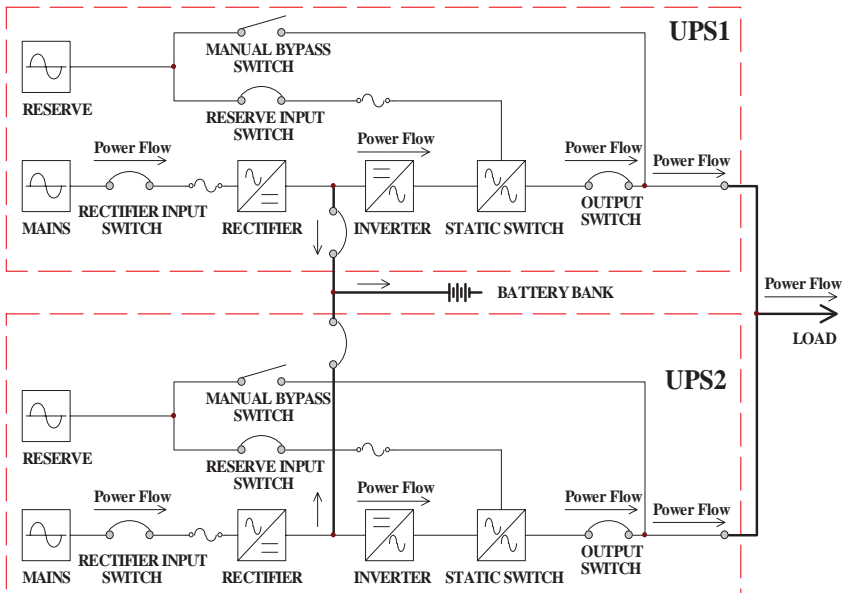 UPS1
MANUAL BYPASS
SWITCH
RESERVE
RESERVE INPUT
SWITCH
Power Flow
Power Flow
Power Flow
Power Flow
MAINS
RECTIFIER INPUT
SWITCH
RECTIFIER
INVERTER
STATIC SWITCH
OUTPUT
SWITCH
BATTERY BANK
Power Flow
LOAD
UPS2
MANUAL BYPASS
SWITCH
RESERVE
RESERVE INPUT
SWITCH
Power Flow
Power Flow
Power Flow
Power Flow
MAINS
RECTIFIER INPUT
SWITCH
RECTIFIER
INVERTER
STATIC SWITCH
OUTPUT
SWITCH